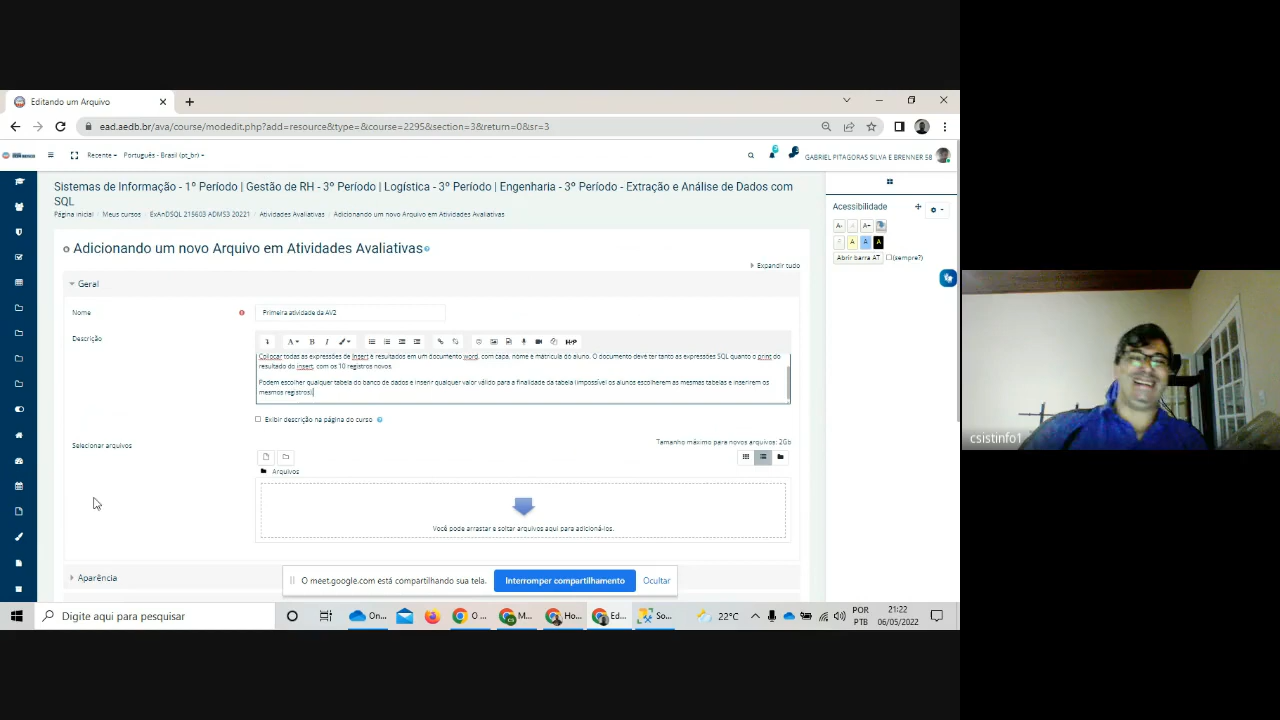 Editando um Arquivo
ead.aedb.br/ava/course/modedit.php?add=resource&type=&course=2295&section=3&return=0&sr=3
Recente
Português - Brasil (pt_br)
GABRIEL PITAGORAS SILVA E BRENNER 58
Sistemas de Informação - 1º Período | Gestão de RH - 3º Período | Logística - 3º Período | Engenharia - 3º Período - Extração e Análise de Dados com
SQL
Página inicial / Meus cursos / ExAnDSQL 215603 ADMS3 20221 / Atividades Avaliativas / Adicionando um novo Arquivo em Atividades Avaliativas
Acessibilidade
A- A A+
A A A A
Abrir barra AT (sempre?)
Adicionando um novo Arquivo em Atividades Avaliativas
Expandir tudo
Geral
Nome
Primeira atividade da AV2
Descrição
A B I
H-P
Colocar todas as expressões de Insert e resultados em um documento word, com capa, nome e matrícula do aluno. O documento deve ter tanto as expressões SQL quanto o print do
resultado do insert, com os 10 registros novos.
Podem escolher qualquer tabela do banco de dados e inserir qualquer valor válido para a finalidade da tabela (impossível os alunos escolherem as mesmas tabelas e inserirem os
mesmos registros)
Exibir descrição na página do curso
Selecionar arquivos
Tamanho máximo para novos arquivos: 2Gb
Arquivos
Você pode arrastar e soltar arquivos aqui para adicioná-los.
Aparência
O meet.google.com está compartilhando sua tela.
Interromper compartilhamento
Ocultar
csistinfo1
Digite aqui para pesquisar
On...
O ...
M...
Ho...
Ed...
So...
22°C
POR
PTB
21:22
06/05/2022